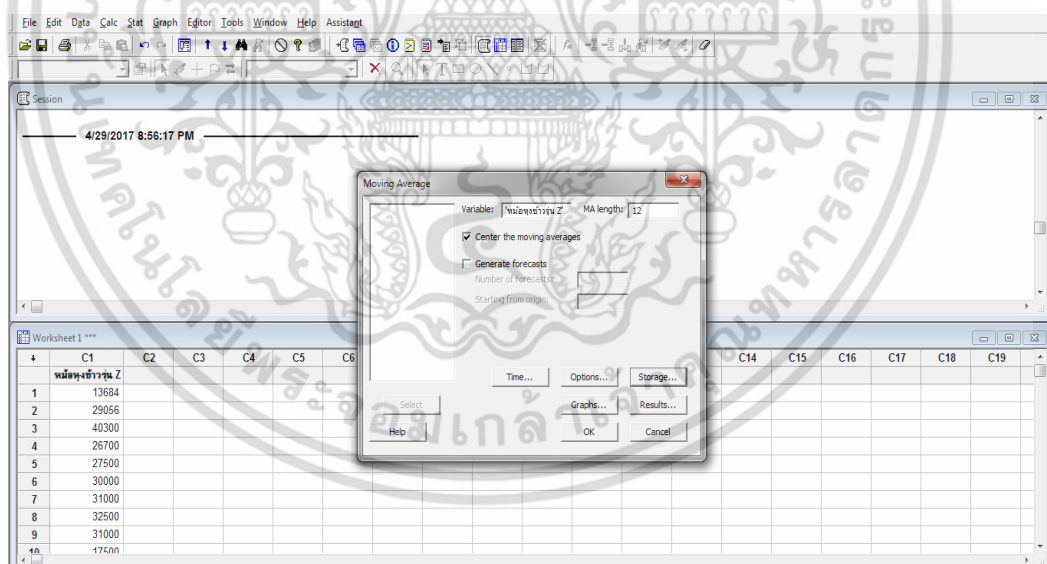 File Edit Data Calc Stat Graph Editor Tools Window Help Assistant
Session
4/29/2017 8:56:17 PM
Moving Average
Variable: 'หม้อหุงข้าวรุ่น Z' MA length: 12
Center the moving averages
Generate forecasts
Number of forecasts:
Starting from origin:
Time... Options... Storage...
Select Graphs... Results...
Help OK Cancel
Worksheet 1 ***
C1 C2 C3 C4 C5 C6 C14 C15 C16 C17 C18 C19
หม้อหุงข้าวรุ่น Z
1 13684
2 29056
3 40300
4 26700
5 27500
6 30000
7 31000
8 32500
9 31000
10 17500